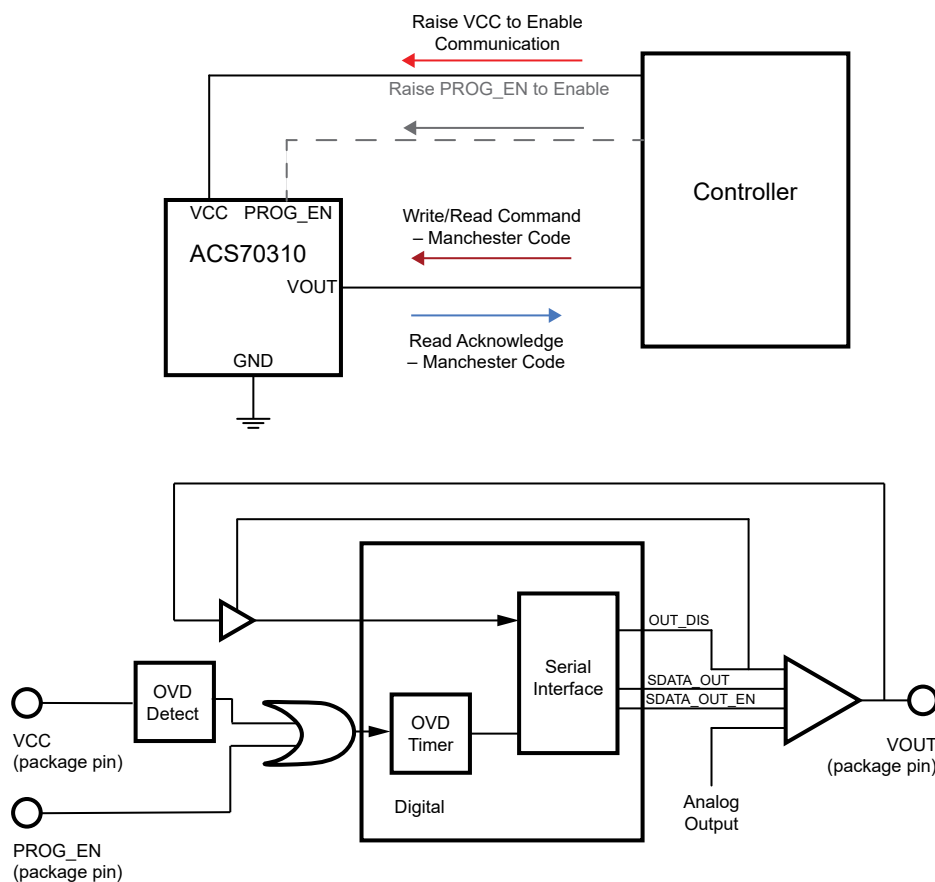 Raise VCC to Enable
Communication
Raise PROG_EN to Enable
Controller
VCC PROG_EN
ACS70310
VOUT
GND
Write/Read Command
– Manchester Code
Read Acknowledge
– Manchester Code
OUT_DIS
SDATA_OUT
SDATA_OUT_EN
Serial
Interface
OVD
Detect
OVD
Timer
VCC
(package pin)
VOUT
(package pin)
Digital
Analog
Output
PROG_EN
(package pin)